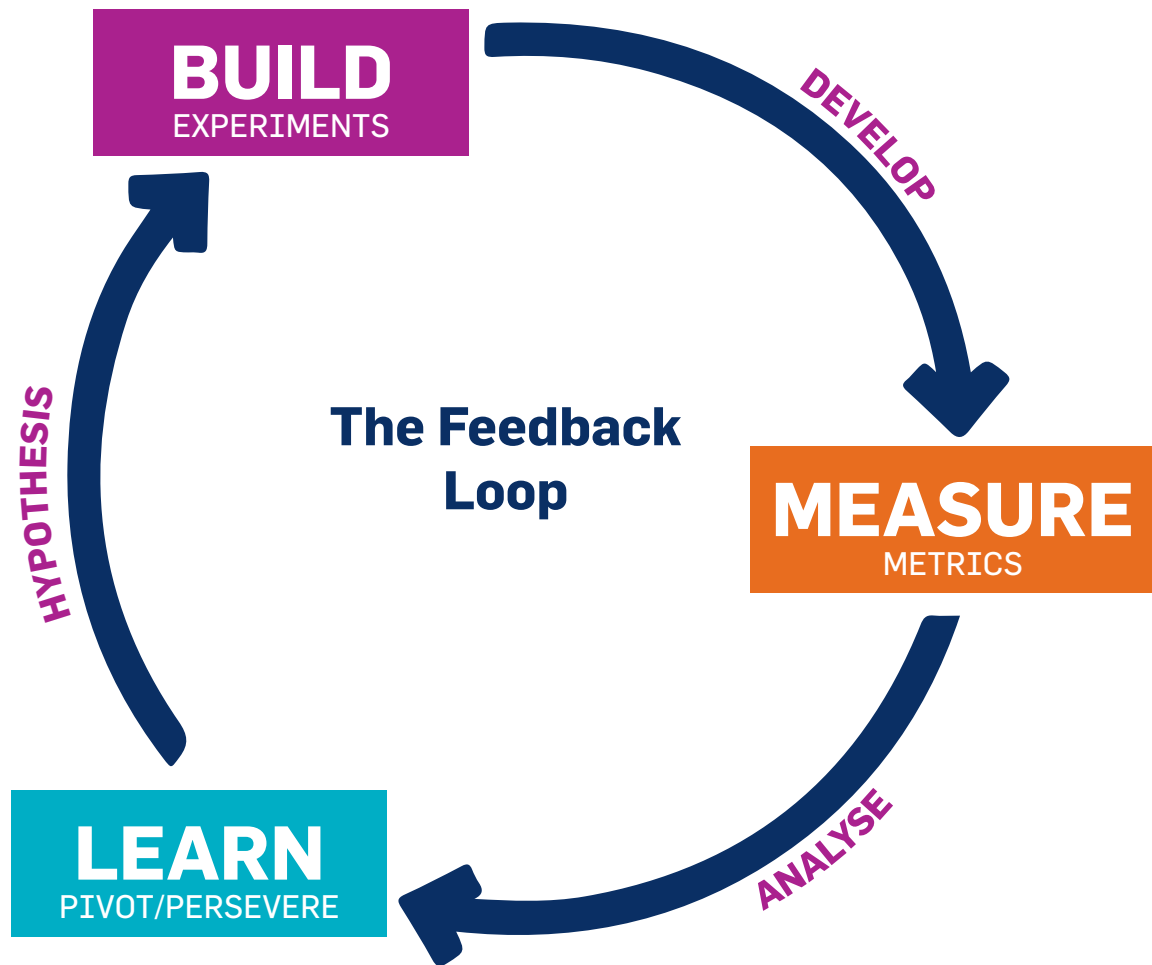 BUILD
EXPERIMENTS
DEVELOP
The Feedback
Loop
HYPOTHESIS
MEASURE
METRICS
ANALYSE
LEARN
PIVOT/PERSEVERE